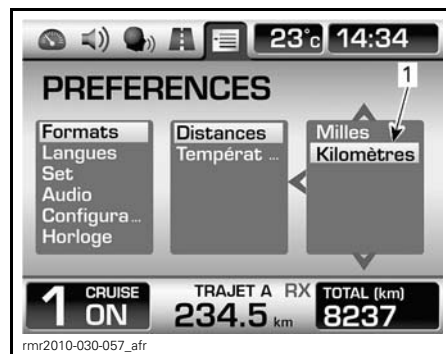 23°c 14:34
PREFERENCES
1
Formats
Langues
Set
Audio
Configura...
Horloge
Distances
Températ ...
Milles
Kilomètres
1 CRUISE ON
TRAJET A RX
234.5 km
TOTAL (km)
8237
rmr2010-030-057_afr